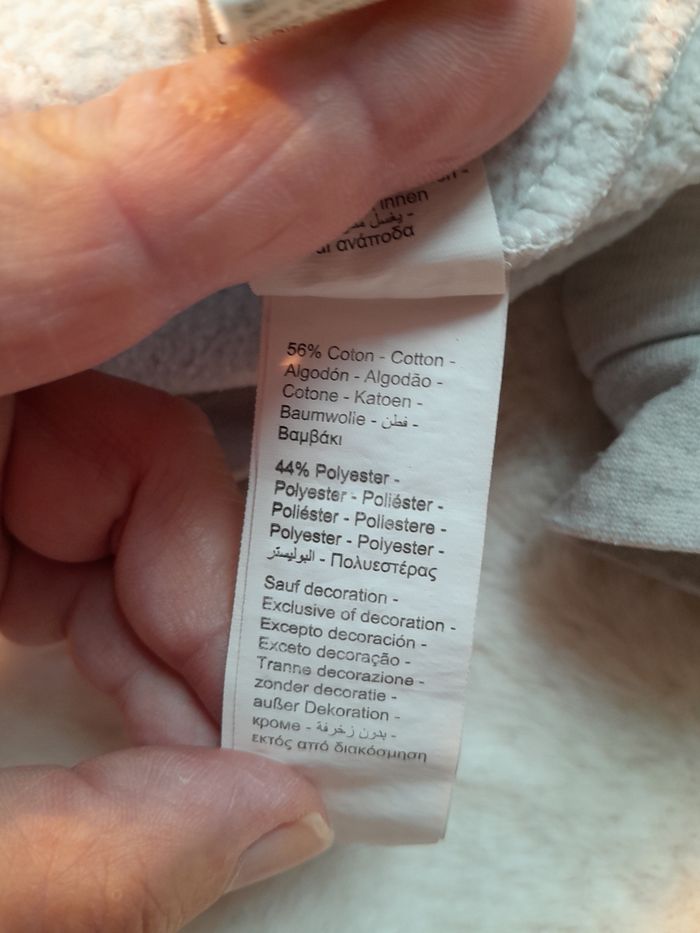 innen
يغسل
ανάποδα
56% Coton - Cotton -
Algodón - Algodão -
Cotone - Katoen -
Baumwolle - قطن -
Βαμβάκι
44% Polyester -
Polyester - Poliéster -
Poliéster - Poliestere -
Polyester - Polyester -
البوليستر - Πολυεστέρας
Sauf decoration -
Exclusive of decoration -
Excepto decoración -
Exceto decoração -
Tranne decorazione -
zonder decoratie -
außer Dekoration -
кроме - بدون زخرفة -
εκτός από διακόσμηση